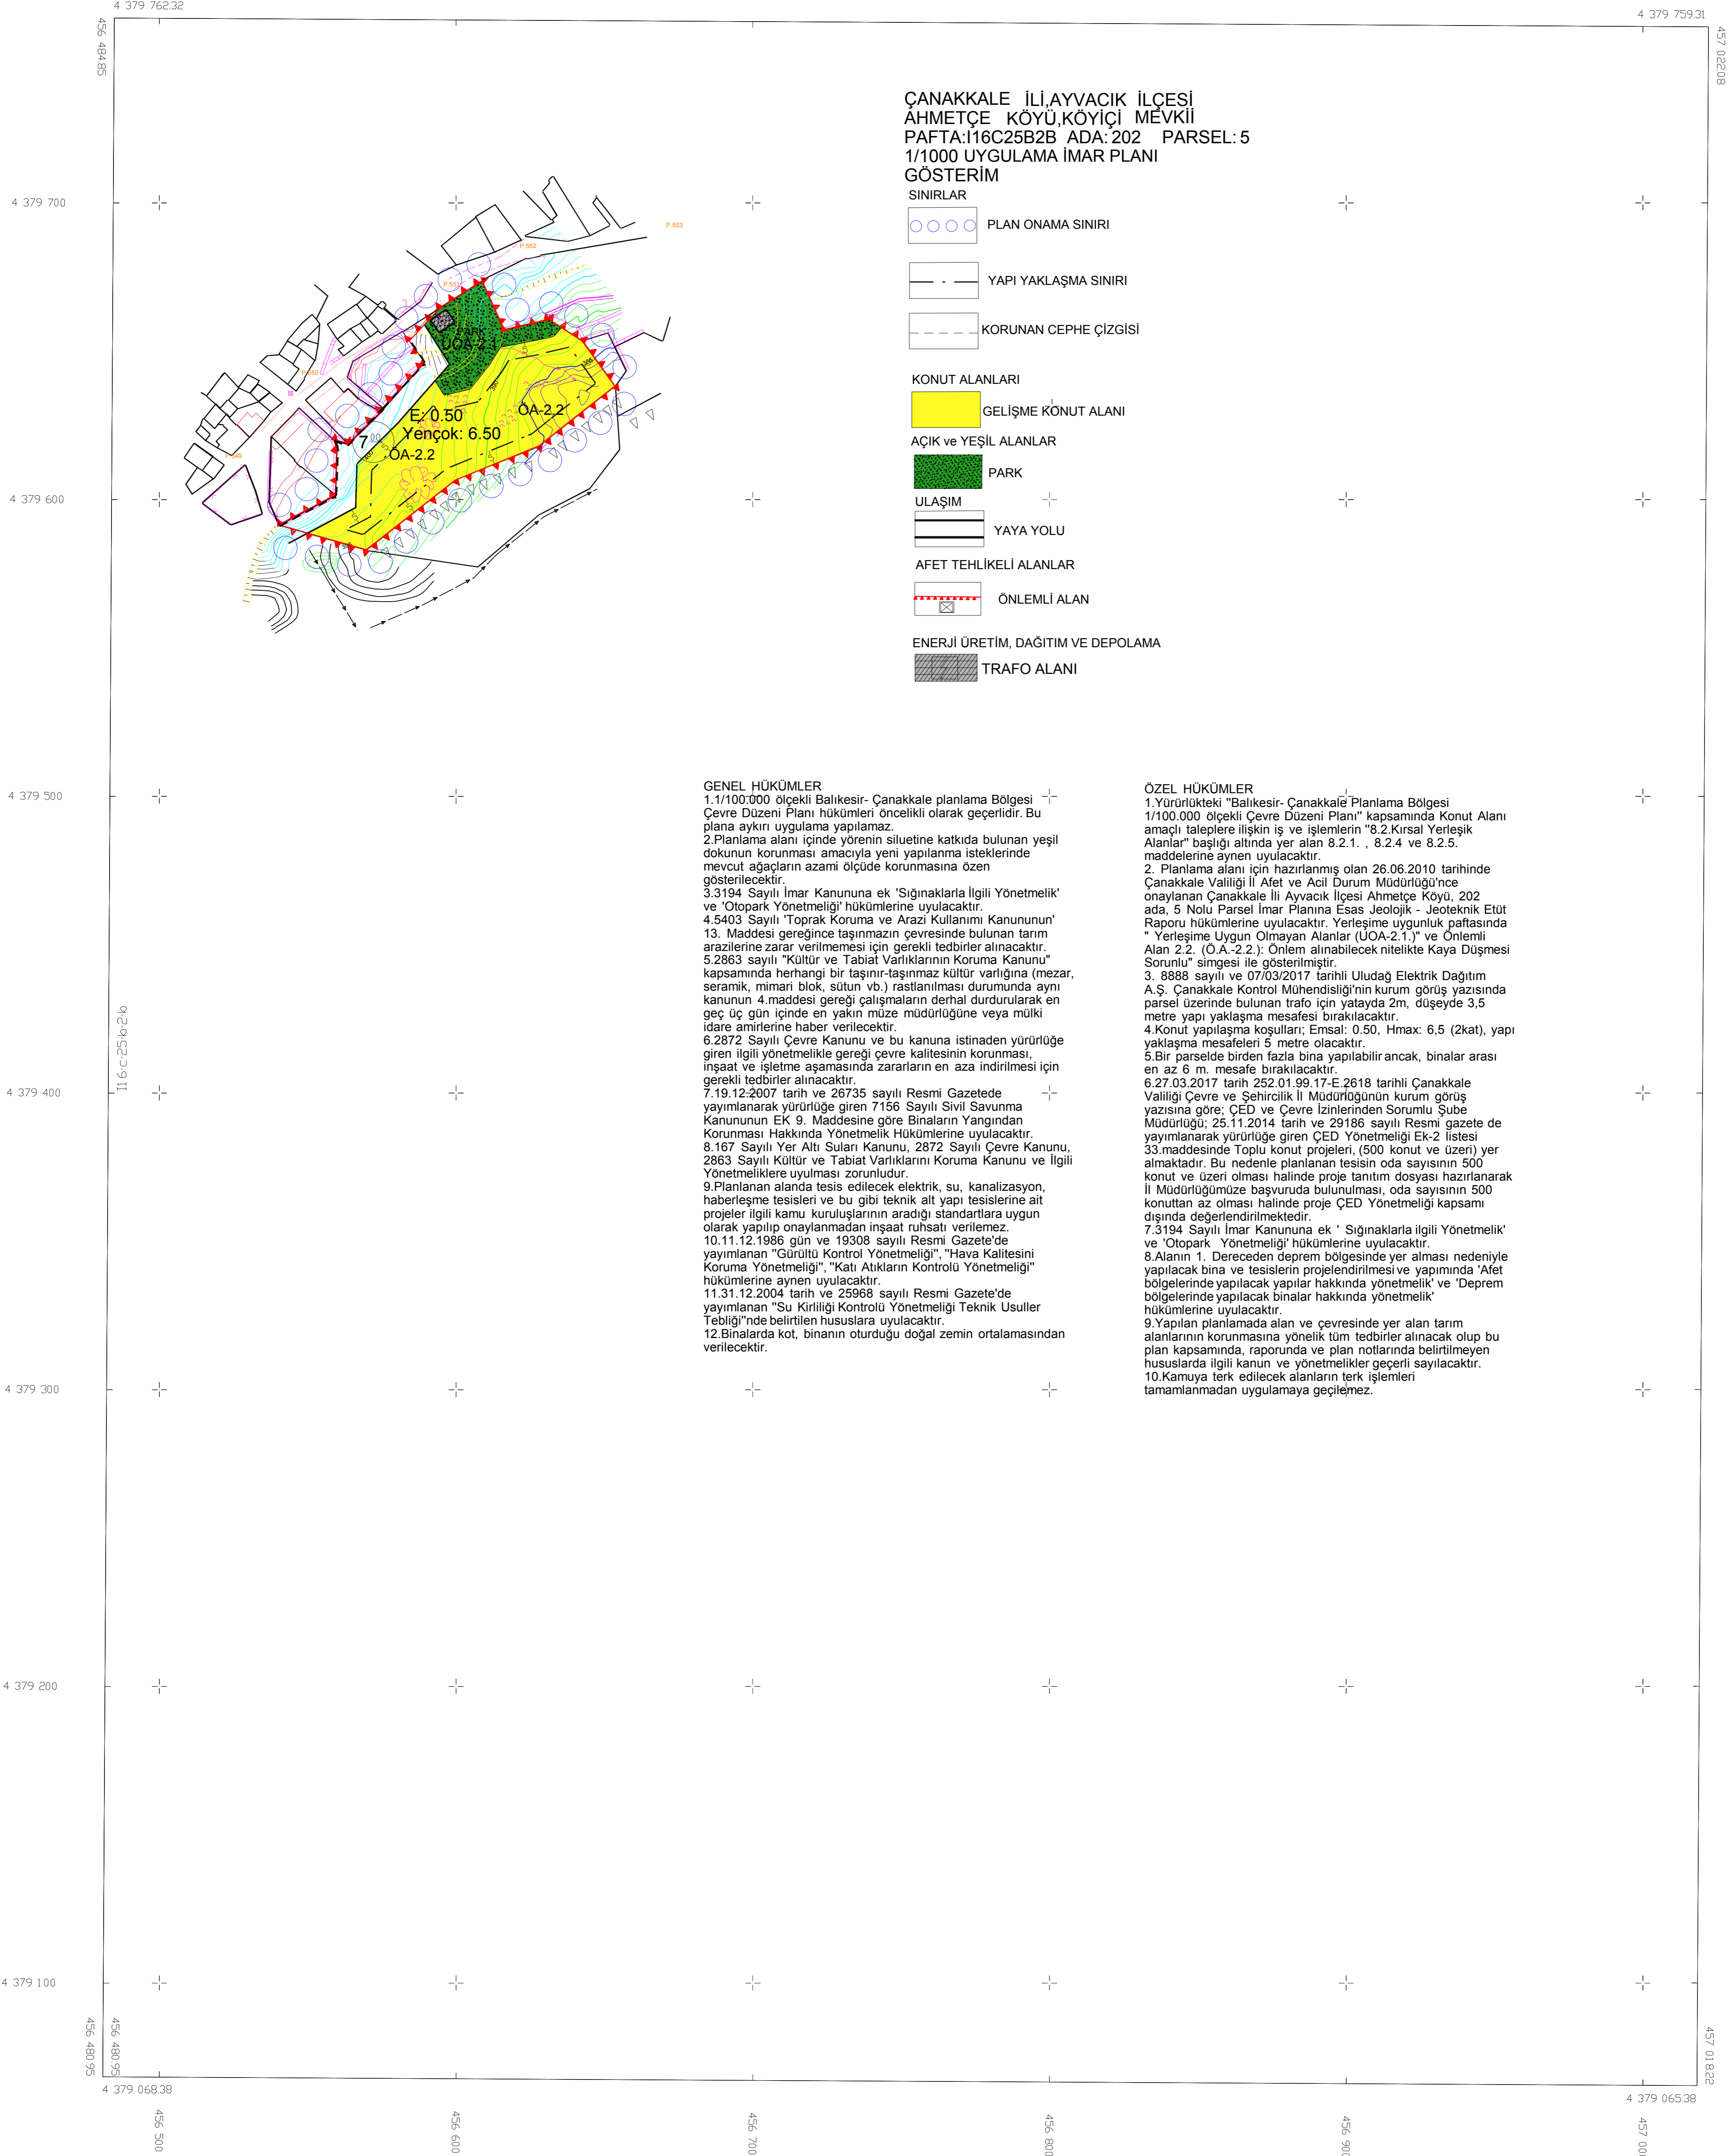 4 379 762.32
4 379 759.31
456 484.85
457 022.08
ÇANAKKALE İLİ,AYVACIK İLÇESİ
AHMETÇE KÖYÜ,KÖYİÇİ MEVKİİ
PAFTA:I16C25B2B ADA: 202 PARSEL: 5
1/1000 UYGULAMA İMAR PLANI
GÖSTERİM
SINIRLAR
PLAN ONAMA SINIRI
YAPI YAKLAŞMA SINIRI
KORUNAN CEPHE ÇİZGİSİ
KONUT ALANLARI
GELİŞME KONUT ALANI
AÇIK ve YEŞİL ALANLAR
PARK
ULAŞIM
YAYA YOLU
AFET TEHLİKELİ ALANLAR
ÖNLEMLİ ALAN
ENERJİ ÜRETİM, DAĞITIM VE DEPOLAMA
TRAFO ALANI
4 379 700
P.553
P.552
P.551
PARK
UOA-2.1
P.550
E: 0.50
ÖA-2.2
Yençok: 6.50
7
ÖA-2.2
P.549
4 379 600
4 379 500
4 379 400
4 379 300
4 379 200
4 379 100
I16-c-25-b-2-b
GENEL HÜKÜMLER
1.1/100.000 ölçekli Balıkesir- Çanakkale planlama Bölgesi
Çevre Düzeni Planı hükümleri öncelikli olarak geçerlidir. Bu
plana aykırı uygulama yapılamaz.
2.Planlama alanı içinde yörenin siluetine katkıda bulunan yeşil
dokunun korunması amacıyla yeni yapılanma isteklerinde
mevcut ağaçların azami ölçüde korunmasına özen
gösterilecektir.
3.3194 Sayılı İmar Kanununa ek 'Sığınaklarla İlgili Yönetmelik'
ve 'Otopark Yönetmeliği' hükümlerine uyulacaktır.
4.5403 Sayılı 'Toprak Koruma ve Arazi Kullanımı Kanununun'
13. Maddesi gereğince taşınmazın çevresinde bulunan tarım
arazilerine zarar verilmemesi için gerekli tedbirler alınacaktır.
5.2863 sayılı "Kültür ve Tabiat Varlıklarının Koruma Kanunu"
kapsamında herhangi bir taşınır-taşınmaz kültür varlığına (mezar,
seramik, mimari blok, sütun vb.) rastlanılması durumunda aynı
kanunun 4.maddesi gereği çalışmaların derhal durdurularak en
geç üç gün içinde en yakın müze müdürlüğüne veya mülki
idare amirlerine haber verilecektir.
6.2872 Sayılı Çevre Kanunu ve bu kanuna istinaden yürürlüğe
giren ilgili yönetmelikle gereği çevre kalitesinin korunması,
inşaat ve işletme aşamasında zararların en aza indirilmesi için
gerekli tedbirler alınacaktır.
7.19.12.2007 tarih ve 26735 sayılı Resmi Gazetede
yayımlanarak yürürlüğe giren 7156 Sayılı Sivil Savunma
Kanununun EK 9. Maddesine göre Binaların Yangından
Korunması Hakkında Yönetmelik Hükümlerine uyulacaktır.
8.167 Sayılı Yer Altı Suları Kanunu, 2872 Sayılı Çevre Kanunu,
2863 Sayılı Kültür ve Tabiat Varlıklarını Koruma Kanunu ve İlgili
Yönetmeliklere uyulması zorunludur.
9.Planlanan alanda tesis edilecek elektrik, su, kanalizasyon,
haberleşme tesisleri ve bu gibi teknik alt yapı tesislerine ait
projeler ilgili kamu kuruluşlarının aradığı standartlara uygun
olarak yapılıp onaylanmadan inşaat ruhsatı verilemez.
10.11.12.1986 gün ve 19308 sayılı Resmi Gazete'de
yayımlanan "Gürültü Kontrol Yönetmeliği", "Hava Kalitesini
Koruma Yönetmeliği", "Katı Atıkların Kontrolü Yönetmeliği"
hükümlerine aynen uyulacaktır.
11.31.12.2004 tarih ve 25968 sayılı Resmi Gazete'de
yayımlanan "Su Kirliliği Kontrolü Yönetmeliği Teknik Usuller
Tebliği"nde belirtilen hususlara uyulacaktır.
12.Binalarda kot, binanın oturduğu doğal zemin ortalamasından
verilecektir.
ÖZEL HÜKÜMLER
1.Yürürlükteki "Balıkesir- Çanakkale Planlama Bölgesi
1/100.000 ölçekli Çevre Düzeni Planı" kapsamında Konut Alanı
amaçlı taleplere ilişkin iş ve işlemlerin "8.2.Kırsal Yerleşik
Alanlar" başlığı altında yer alan 8.2.1. , 8.2.4 ve 8.2.5.
maddelerine aynen uyulacaktır.
2. Planlama alanı için hazırlanmış olan 26.06.2010 tarihinde
Çanakkale Valiliği İl Afet ve Acil Durum Müdürlüğü'nce
onaylanan Çanakkale İli Ayvacık İlçesi Ahmetçe Köyü, 202
ada, 5 Nolu Parsel İmar Planına Esas Jeolojik - Jeoteknik Etüt
Raporu hükümlerine uyulacaktır. Yerleşime uygunluk paftasında
" Yerleşime Uygun Olmayan Alanlar (UOA-2.1.)" ve Önlemli
Alan 2.2. (Ö.A.-2.2.): Önlem alınabilecek nitelikte Kaya Düşmesi
Sorunlu" simgesi ile gösterilmiştir.
3. 8888 sayılı ve 07/03/2017 tarihli Uludağ Elektrik Dağıtım
A.Ş. Çanakkale Kontrol Mühendisliği'nin kurum görüş yazısında
parsel üzerinde bulunan trafo için yatayda 2m, düşeyde 3,5
metre yapı yaklaşma mesafesi bırakılacaktır.
4.Konut yapılaşma koşulları; Emsal: 0.50, Hmax: 6,5 (2kat), yapı
yaklaşma mesafeleri 5 metre olacaktır.
5.Bir parselde birden fazla bina yapılabilir ancak, binalar arası
en az 6 m. mesafe bırakılacaktır.
6.27.03.2017 tarih 252.01.99.17-E.2618 tarihli Çanakkale
Valiliği Çevre ve Şehircilik İl Müdürlüğünün kurum görüş
yazısına göre; ÇED ve Çevre İzinlerinden Sorumlu Şube
Müdürlüğü; 25.11.2014 tarih ve 29186 sayılı Resmi gazete de
yayımlanarak yürürlüğe giren ÇED Yönetmeliği Ek-2 listesi
33.maddesinde Toplu konut projeleri, (500 konut ve üzeri) yer
almaktadır. Bu nedenle planlanan tesisin oda sayısının 500
konut ve üzeri olması halinde proje tanıtım dosyası hazırlanarak
İl Müdürlüğümüze başvuruda bulunulması, oda sayısının 500
konuttan az olması halinde proje ÇED Yönetmeliği kapsamı
dışında değerlendirilmektedir.
7.3194 Sayılı İmar Kanununa ek ' Sığınaklarla ilgili Yönetmelik'
ve 'Otopark Yönetmeliği' hükümlerine uyulacaktır.
8.Alanın 1. Dereceden deprem bölgesinde yer alması nedeniyle
yapılacak bina ve tesislerin projelendirilmesi ve yapımında 'Afet
bölgelerinde yapılacak yapılar hakkında yönetmelik' ve 'Deprem
bölgelerinde yapılacak binalar hakkında yönetmelik'
hükümlerine uyulacaktır.
9.Yapılan planlamada alan ve çevresinde yer alan tarım
alanlarının korunmasına yönelik tüm tedbirler alınacak olup bu
plan kapsamında, raporunda ve plan notlarında belirtilmeyen
hususlarda ilgili kanun ve yönetmelikler geçerli sayılacaktır.
10.Kamuya terk edilecek alanların terk işlemleri
tamamlanmadan uygulamaya geçilemez.
456 480.95
456 480.95
457 018.22
4 379 068.38
4 379 065.38
456 500
456 600
456 700
456 800
456 900
457 000